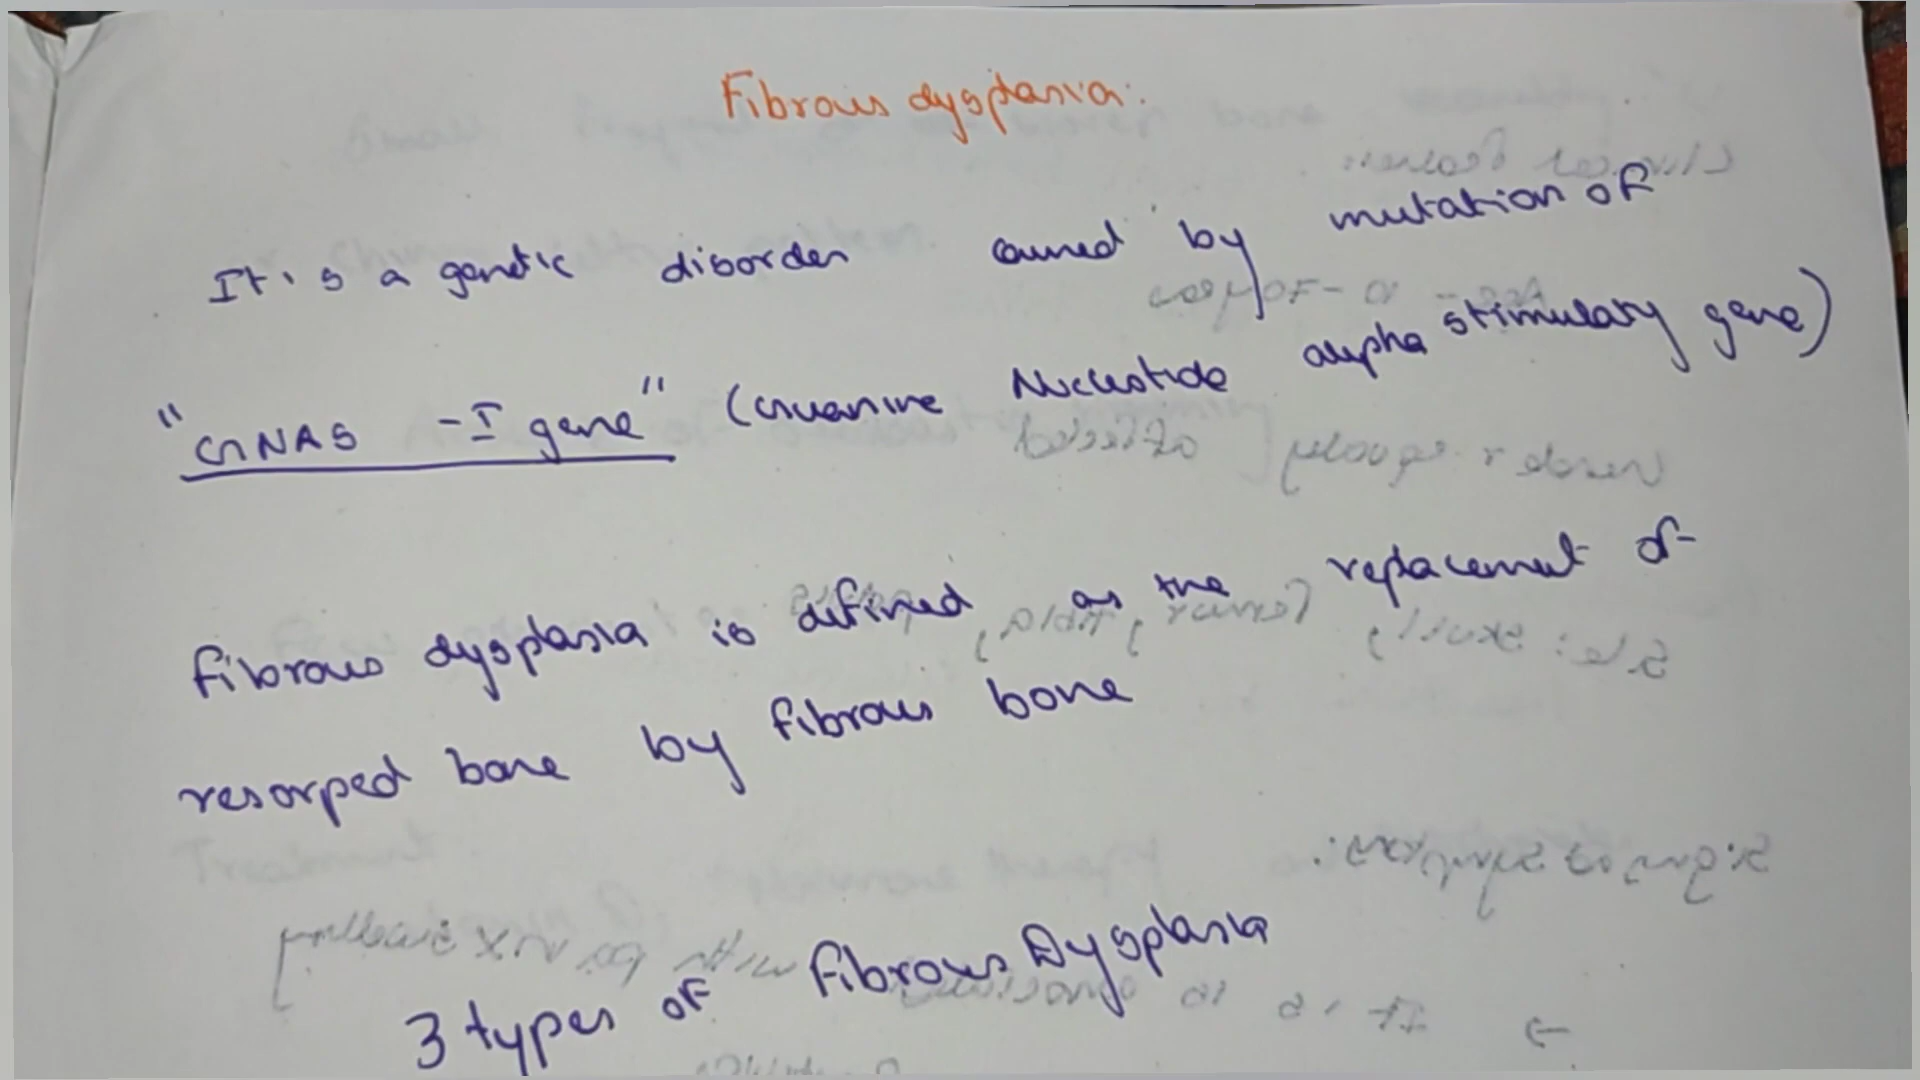 Fibrous dysplasia:
It is a genetic disorder caused by mutation of
"GNAS -I gene" (Guanine Nucleotide alpha stimulary gene)
Fibrous dysplasia is defined as the replacement of
resorped bone by fibrous bone
3 types of Fibrous Dysplasia